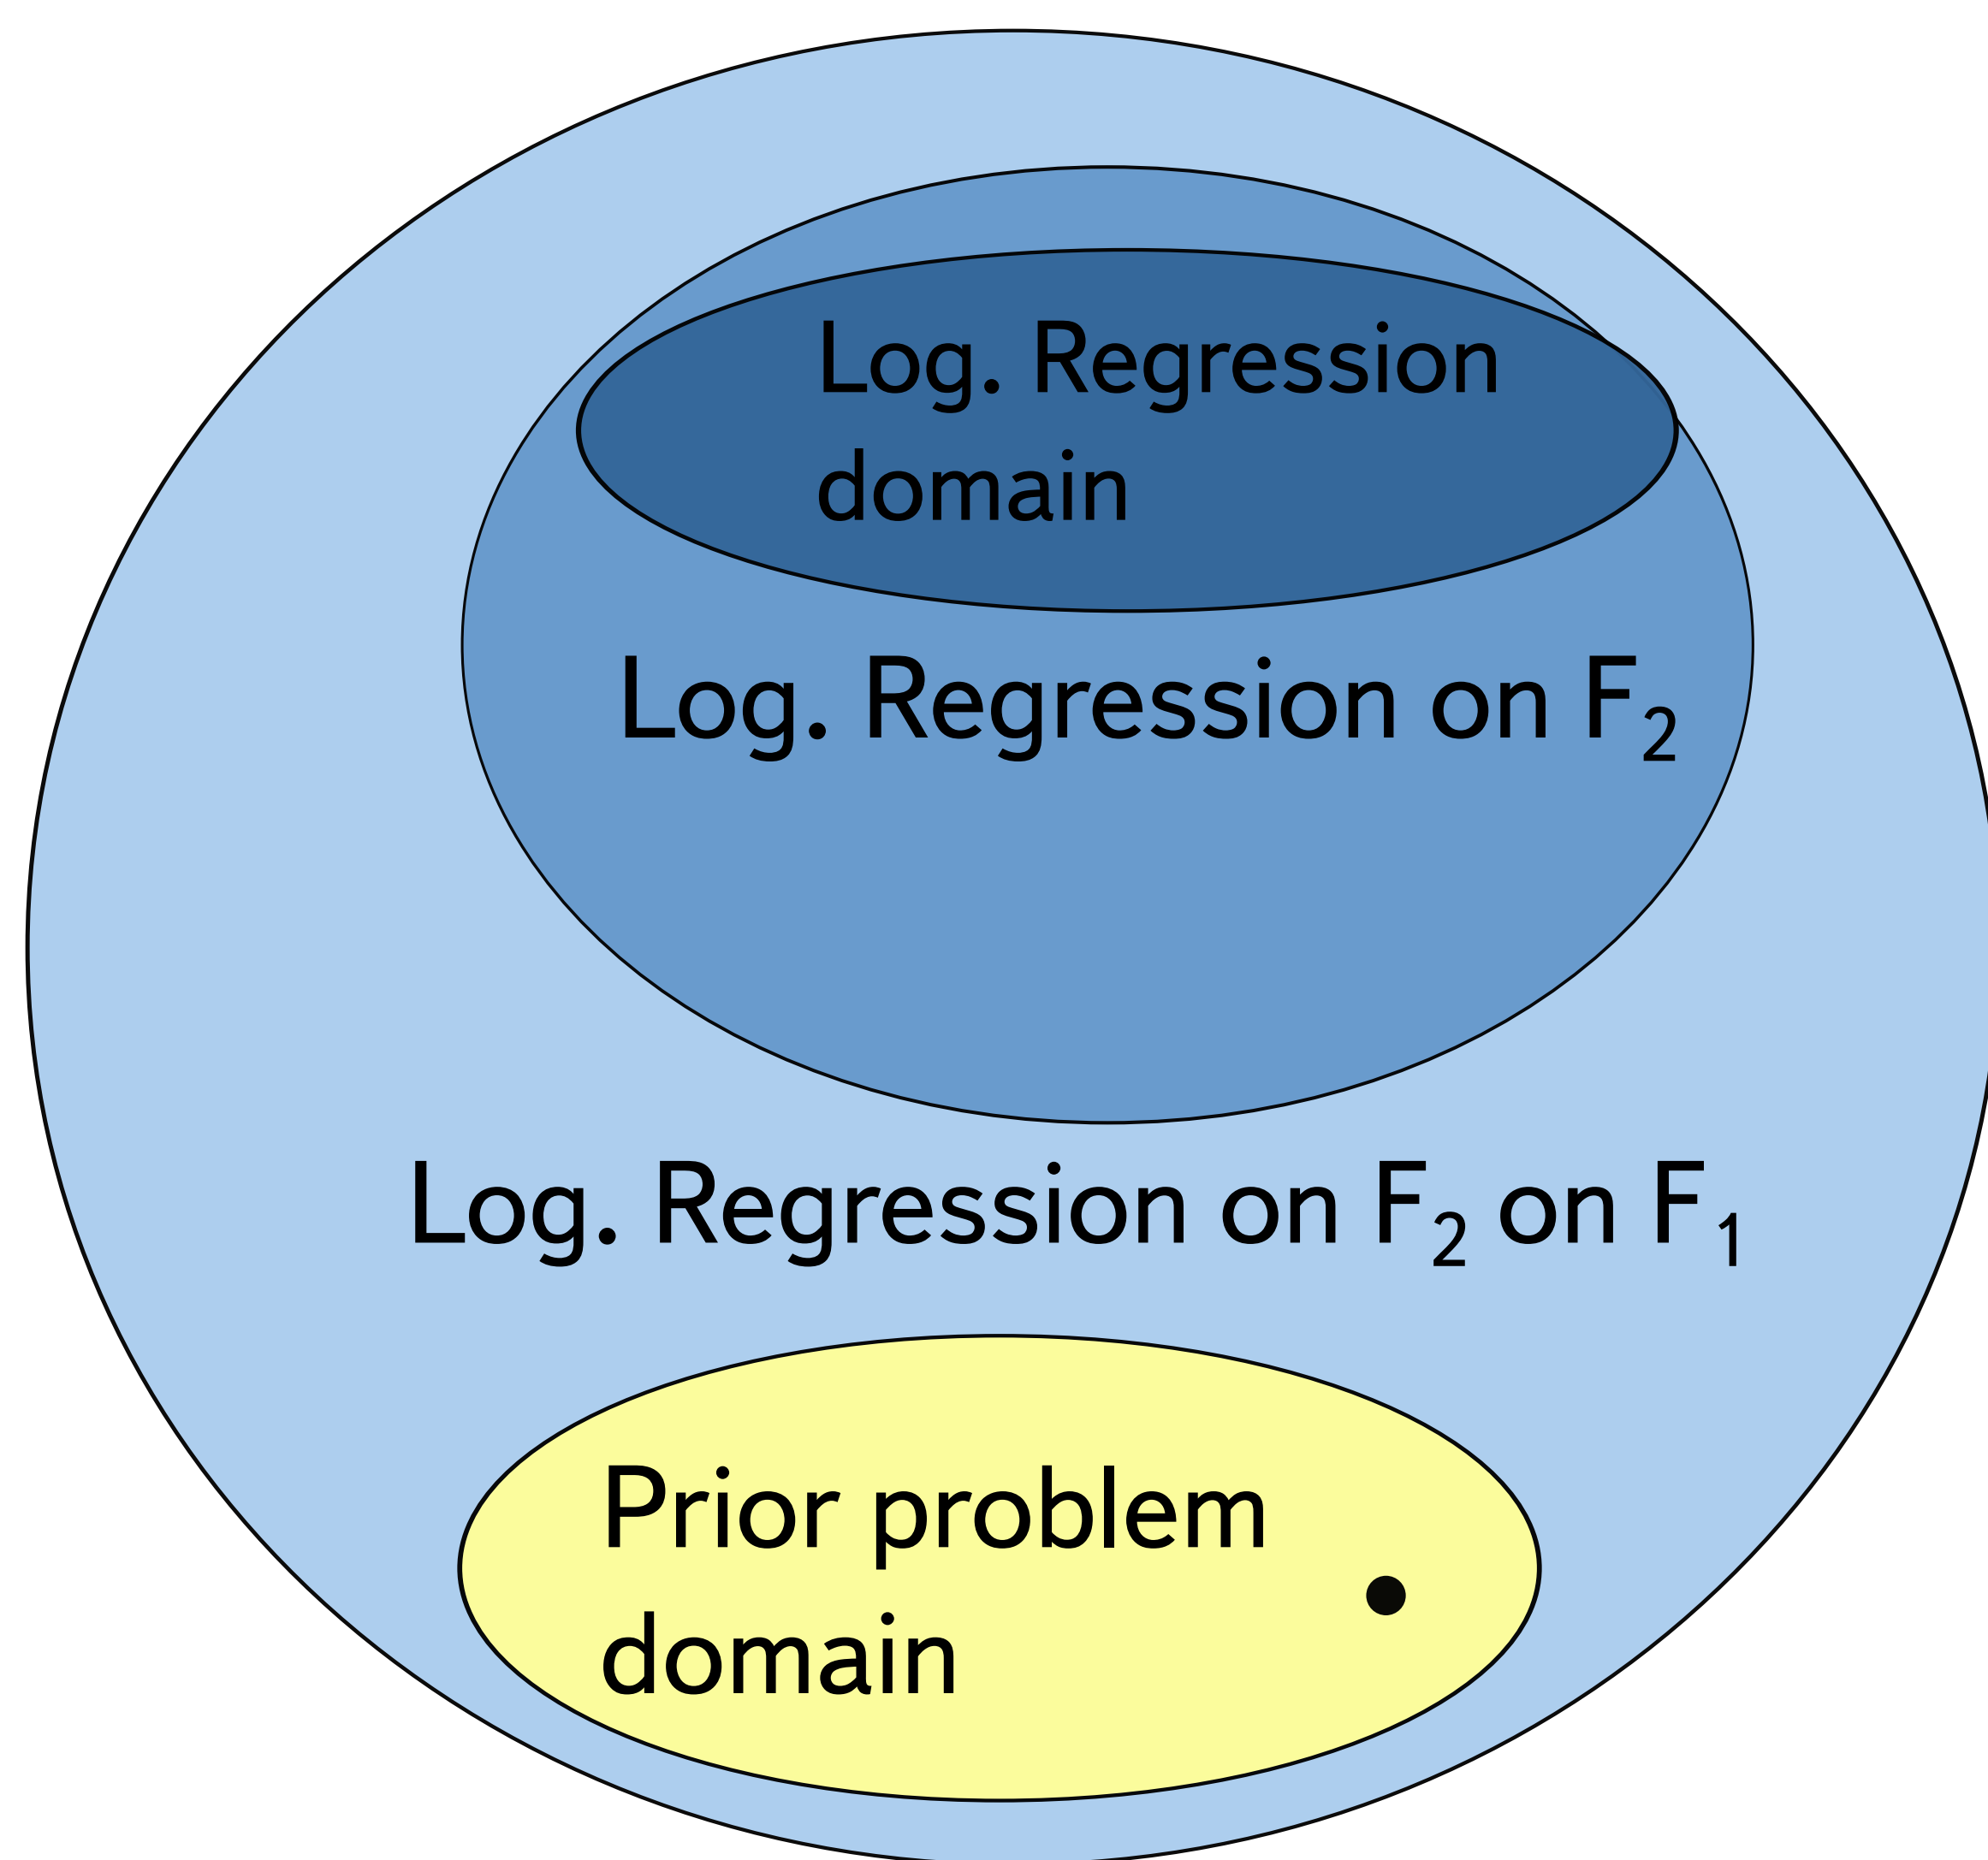 Log. Regression
domain
Log. Regression on F₂
Log. Regression on F₂ on F₁
Prior problem
domain